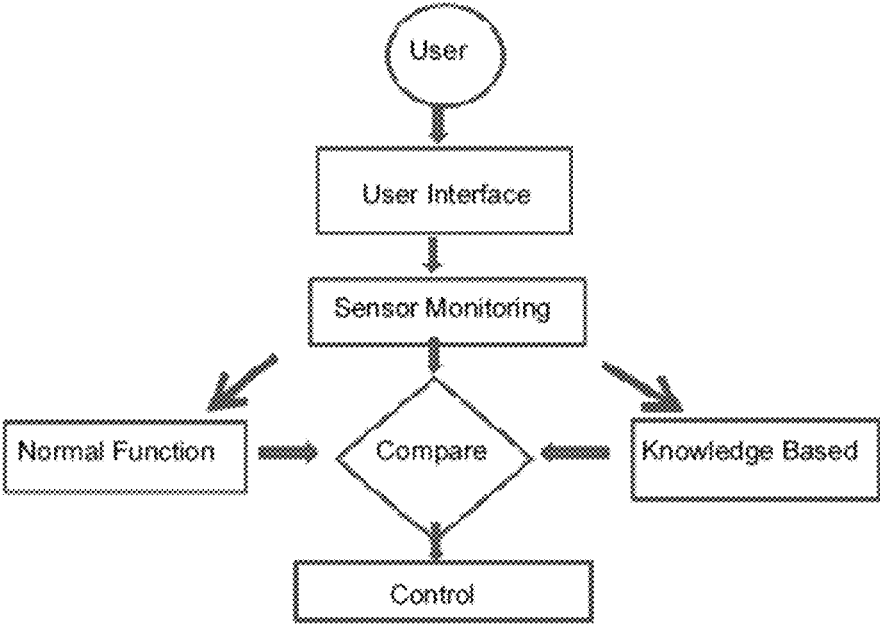 User
User Interface
Sensor Monitoring
Normal Function
Compare
Knowledge Based
Control